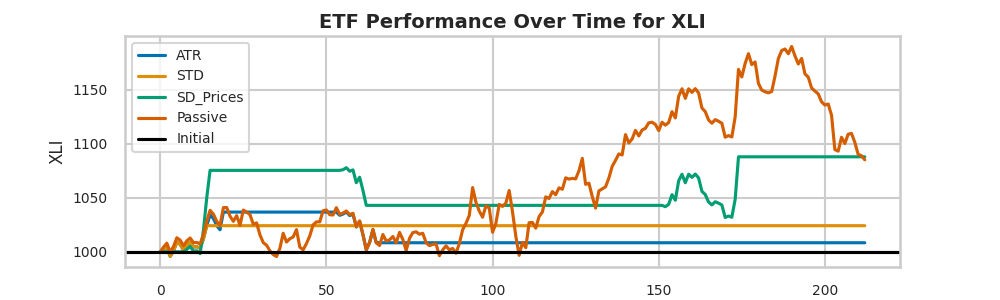 ETF Performance Over Time for XLI
ATR
STD
SD_Prices
Passive
Initial
XLI
1150
1100
1050
1000
0 50 100 150 200